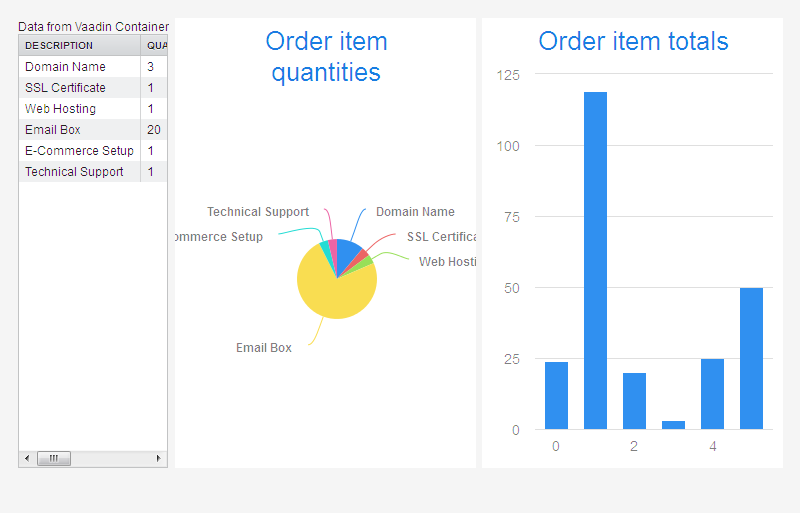 Data from Vaadin Container
DESCRIPTION QUA
Domain Name 3
SSL Certificate 1
Web Hosting 1
Email Box 20
E-Commerce Setup 1
Technical Support 1
Order item
quantities
Technical Support Domain Name
commerce Setup SSL Certifica
Web Hosti
Email Box
Order item totals
125
100
75
50
25
0
0 2 4